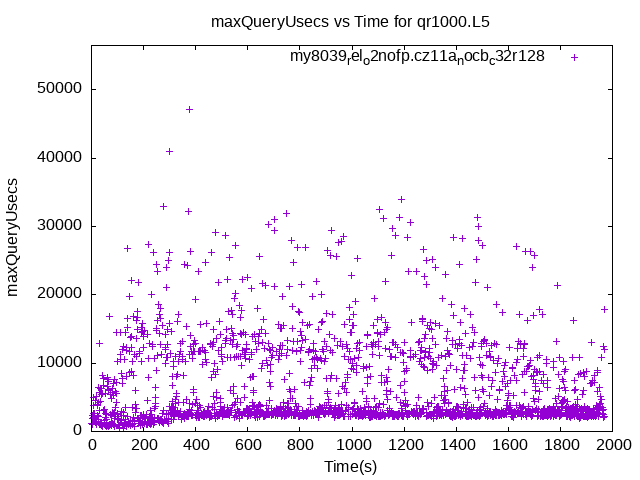 maxQueryUsecs vs Time for qr1000.L5
my8039rel_o2nofp.cz11a_nocb_c32r128
50000
40000
30000
20000
10000
0
maxQueryUsecs
0 200 400 600 800 1000 1200 1400 1600 1800 2000
Time(s)